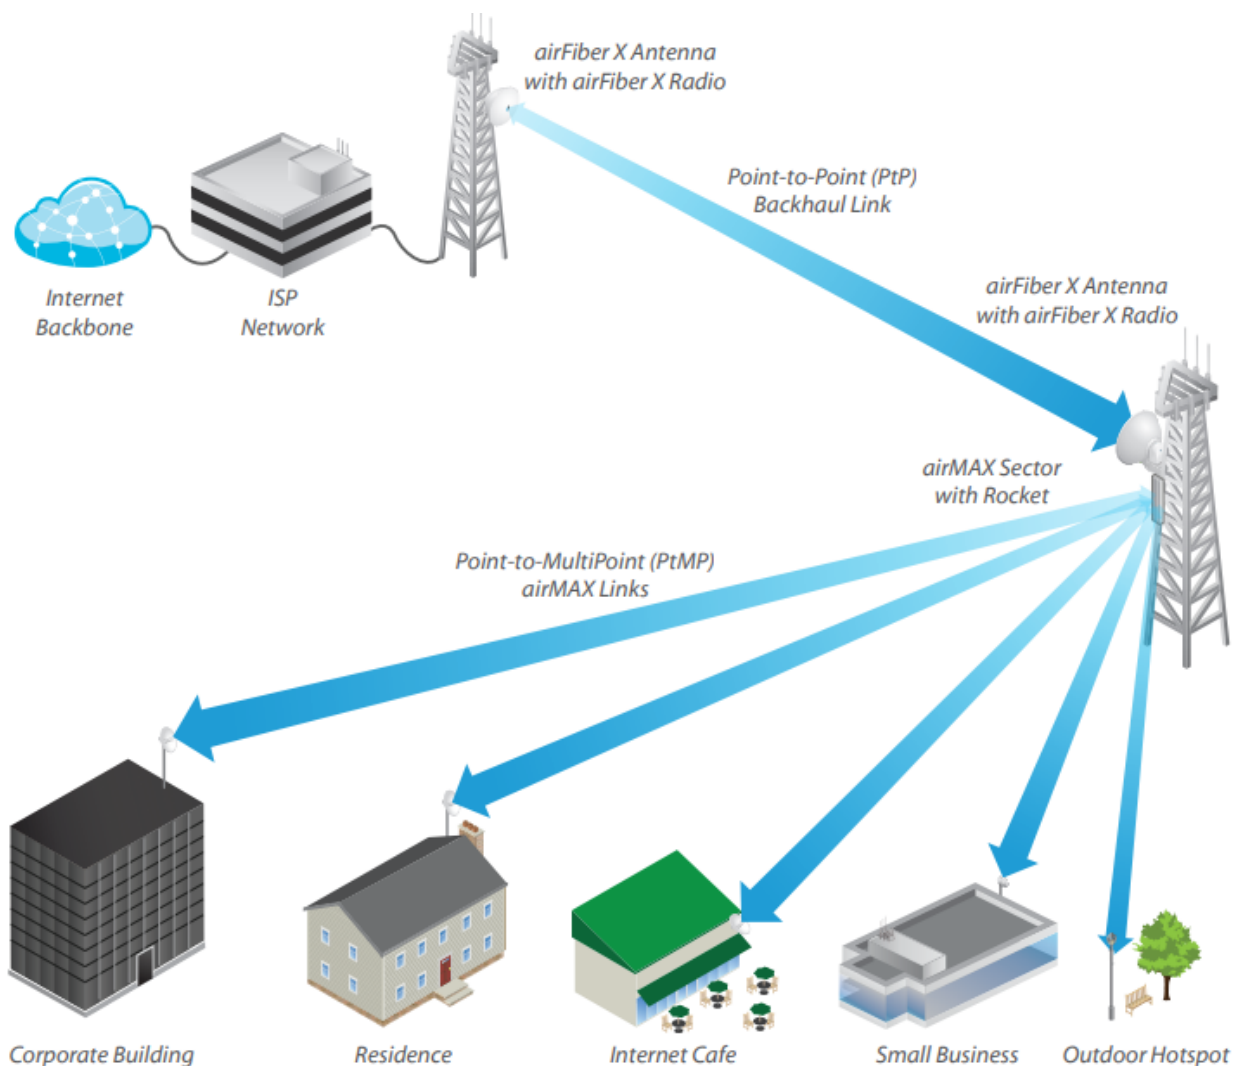 airFiber X Antenna
with airFiber X Radio
Point-to-Point (PtP)
Backhaul Link
Internet
Backbone
ISP
Network
airFiber X Antenna
with airFiber X Radio
airMAX Sector
with Rocket
Point-to-MultiPoint (PtMP)
airMAX Links
Corporate Building
Residence
Internet Cafe
Small Business
Outdoor Hotspot